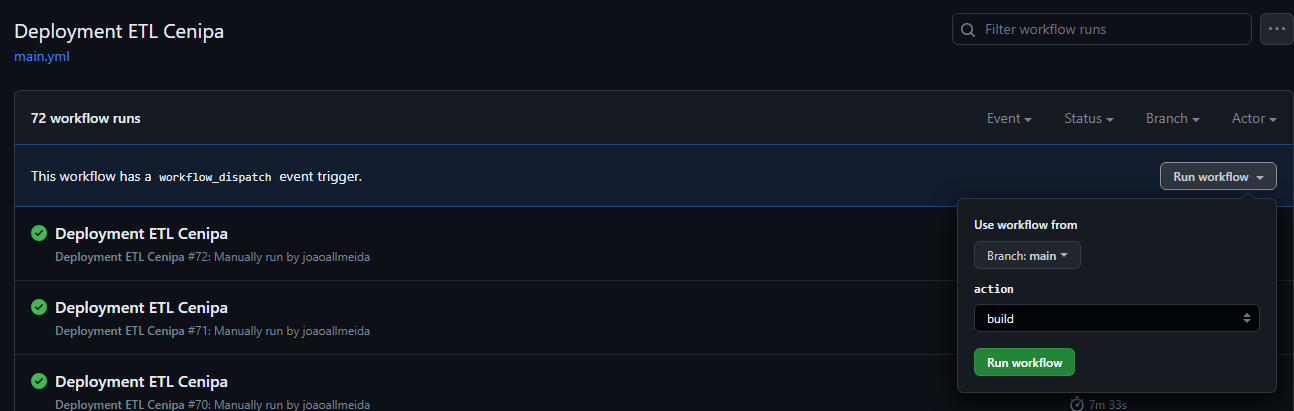 Deployment ETL Cenipa
Filter workflow runs
main.yml
72 workflow runs
Event
Status
Branch
Actor
This workflow has a workflow_dispatch event trigger.
Run workflow
Deployment ETL Cenipa
Deployment ETL Cenipa #72: Manually run by joaoallmeida
Deployment ETL Cenipa
Deployment ETL Cenipa #71: Manually run by joaoallmeida
Deployment ETL Cenipa
Deployment ETL Cenipa #70: Manually run by joaoallmeida
Use workflow from
Branch: main
action
build
Run workflow
7m 33s